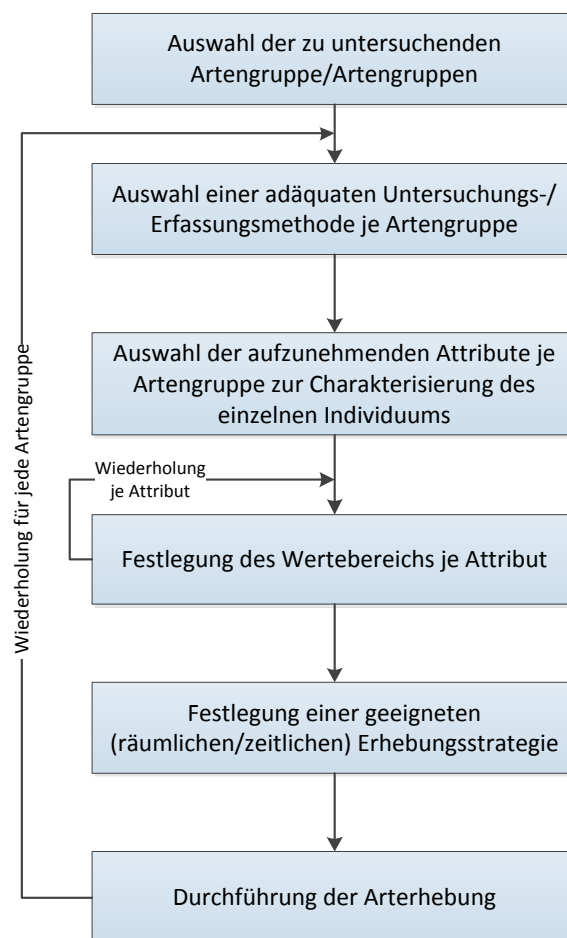 Auswahl der zu untersuchenden
Artengruppe/Artengruppen
Auswahl einer adäquaten Untersuchungs-/
Erfassungsmethode je Artengruppe
Auswahl der aufzunehmenden Attribute je
Artengruppe zur Charakterisierung des
einzelnen Individuums
Wiederholung
je Attribut
Festlegung des Wertebereichs je Attribut
Festlegung einer geeigneten
(räumlichen/zeitlichen) Erhebungsstrategie
Durchführung der Arterhebung
Wiederholung für jede Artengruppe